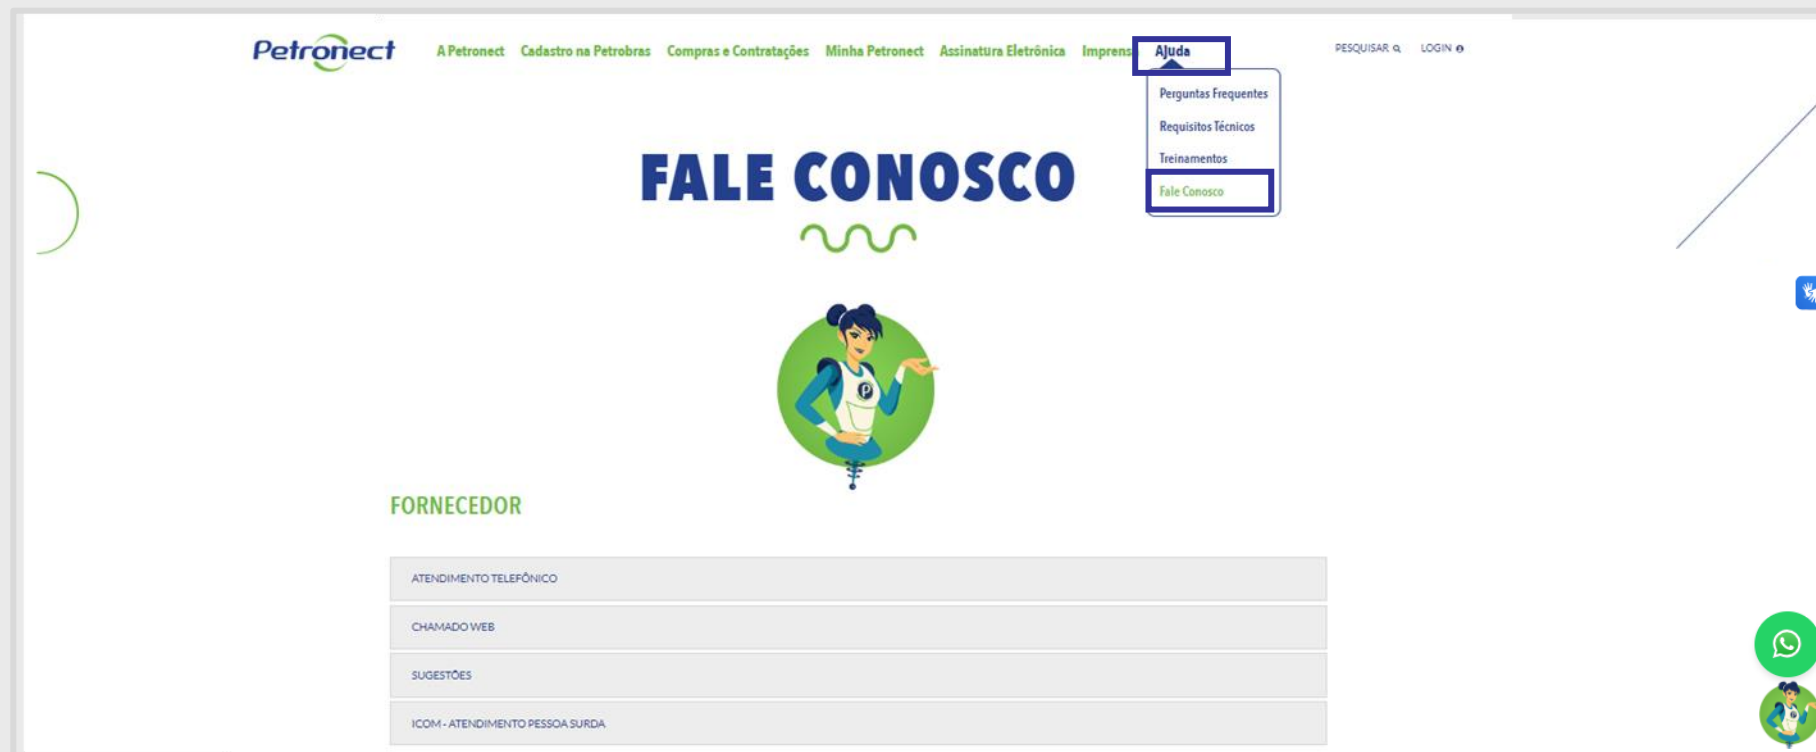 Petronect
A Petronect Cadastro na Petrobras Compras e Contratações Minha Petronect Assinatura Eletrônica Imprens Ajuda PESQUISAR LOGIN
Perguntas Frequentes
Requisitos Técnicos
Treinamentos
Fale Conosco
FALE CONOSCO
P
FORNECEDOR
ATENDIMENTO TELEFÔNICO
CHAMADO WEB
SUGESTÕES
ICOM - ATENDIMENTO PESSOA SURDA